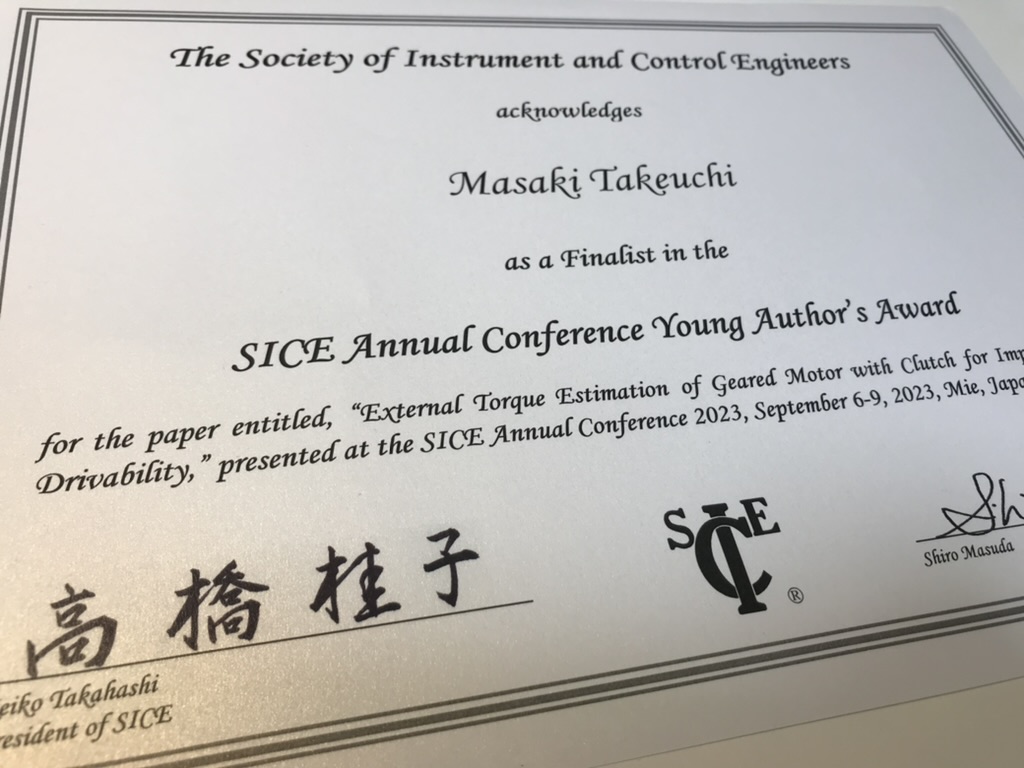 The Society of Instrument and Control Engineers
acknowledges
Masaki Takeuchi
as a Finalist in the
SICE Annual Conference Young Author's Award
for the paper entitled, “External Torque Estimation of Geared Motor with Clutch for
Drivability,” presented at the SICE Annual Conference 2023, September 6-9, 2023, Mie,
高橋桂子
SICE ®
Shiro Masuda
Takahashi
of SICE